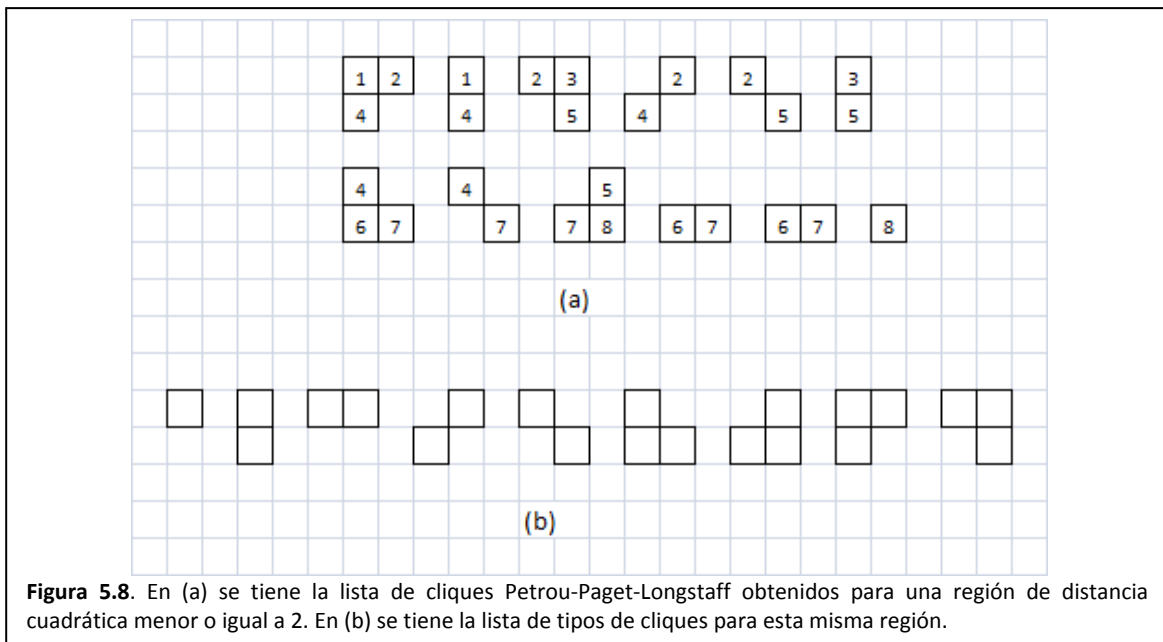 1 2 1 2 3 2 2 3
4 4 5 4 5 5
4 4 5
6 7 7 7 8 6 7 6 7 8
(a)
(b)
Figura 5.8. En (a) se tiene la lista de cliques Petrou-Paget-Longstaff obtenidos para una región de distancia
cuadrática menor o igual a 2. En (b) se tiene la lista de tipos de cliques para esta misma región.